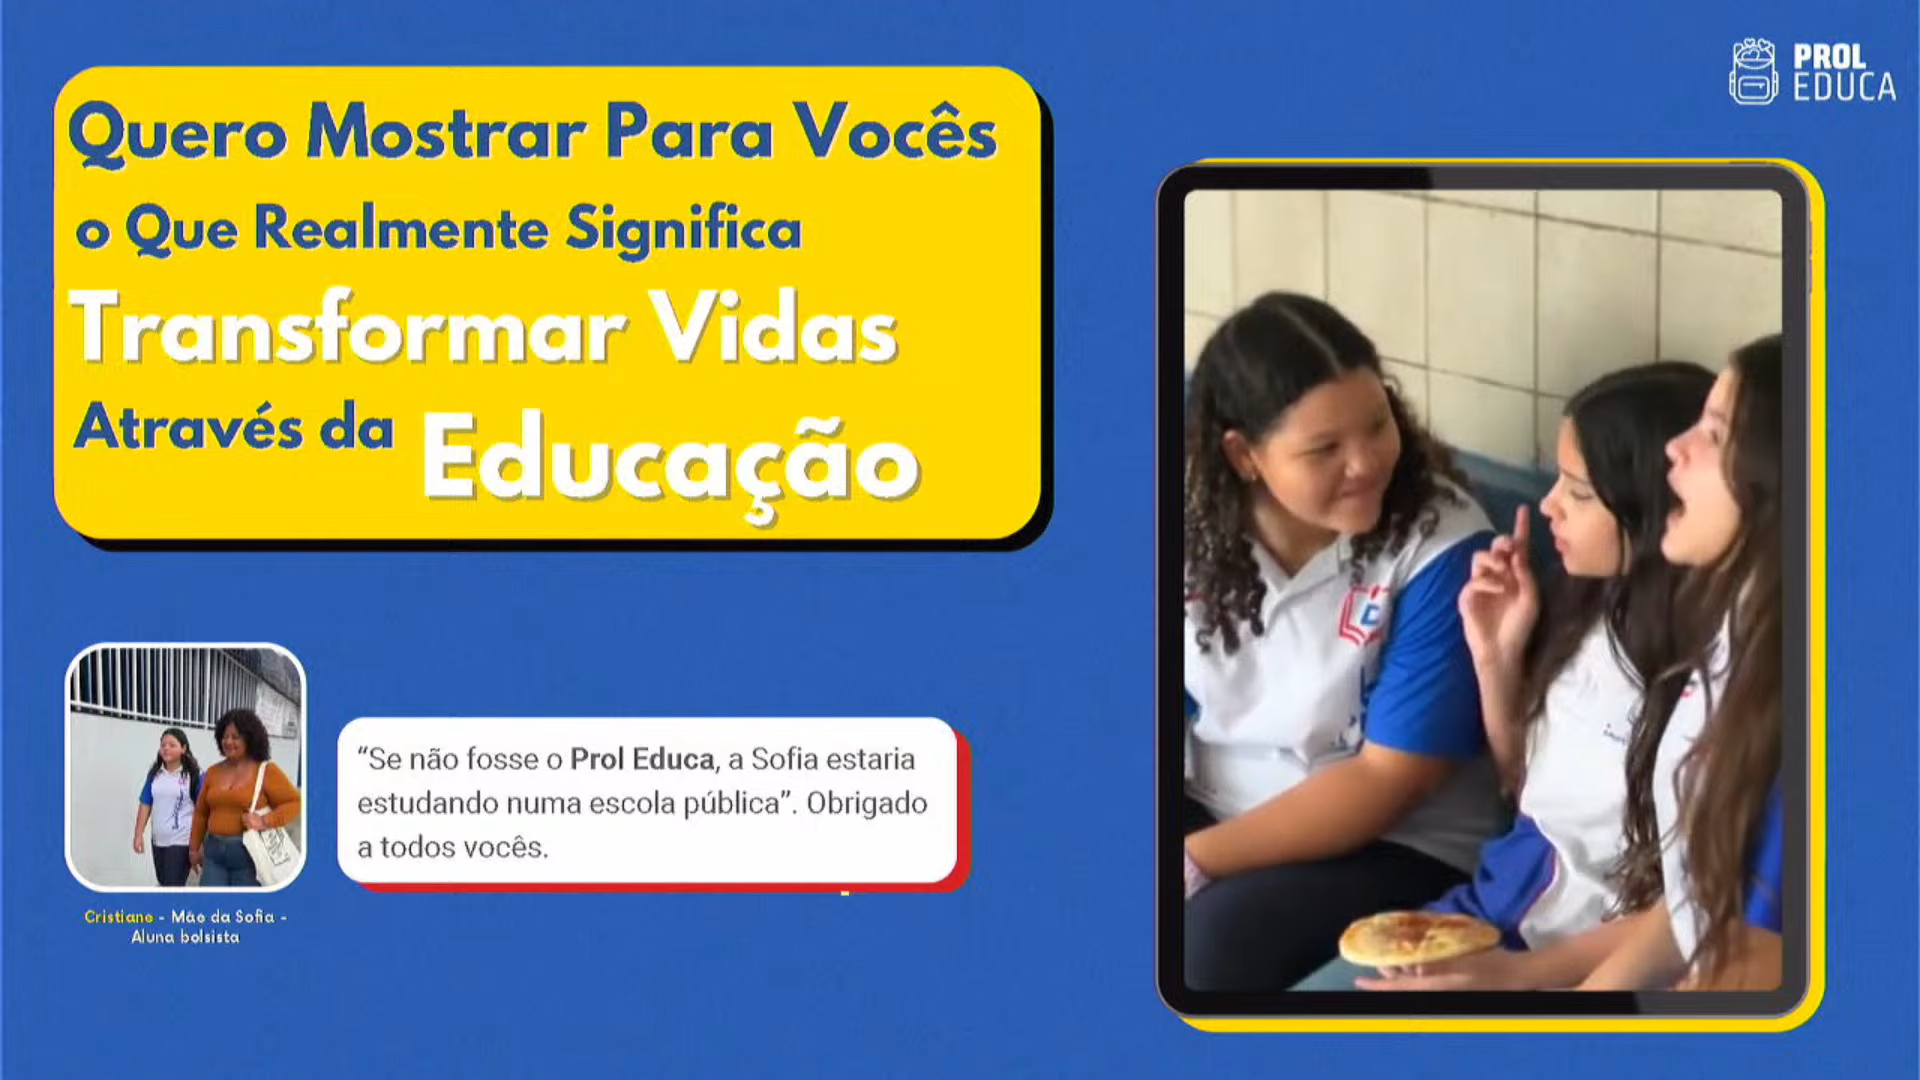 PROL
EDUCA
Quero Mostrar Para Vocês
o Que Realmente Significa
Transformar Vidas
Através da Educação
“Se não fosse o Prol Educa, a Sofia estaria
estudando numa escola pública”. Obrigado
a todos vocês.
Cristiane - Mãe da Sofia -
Aluna bolsista